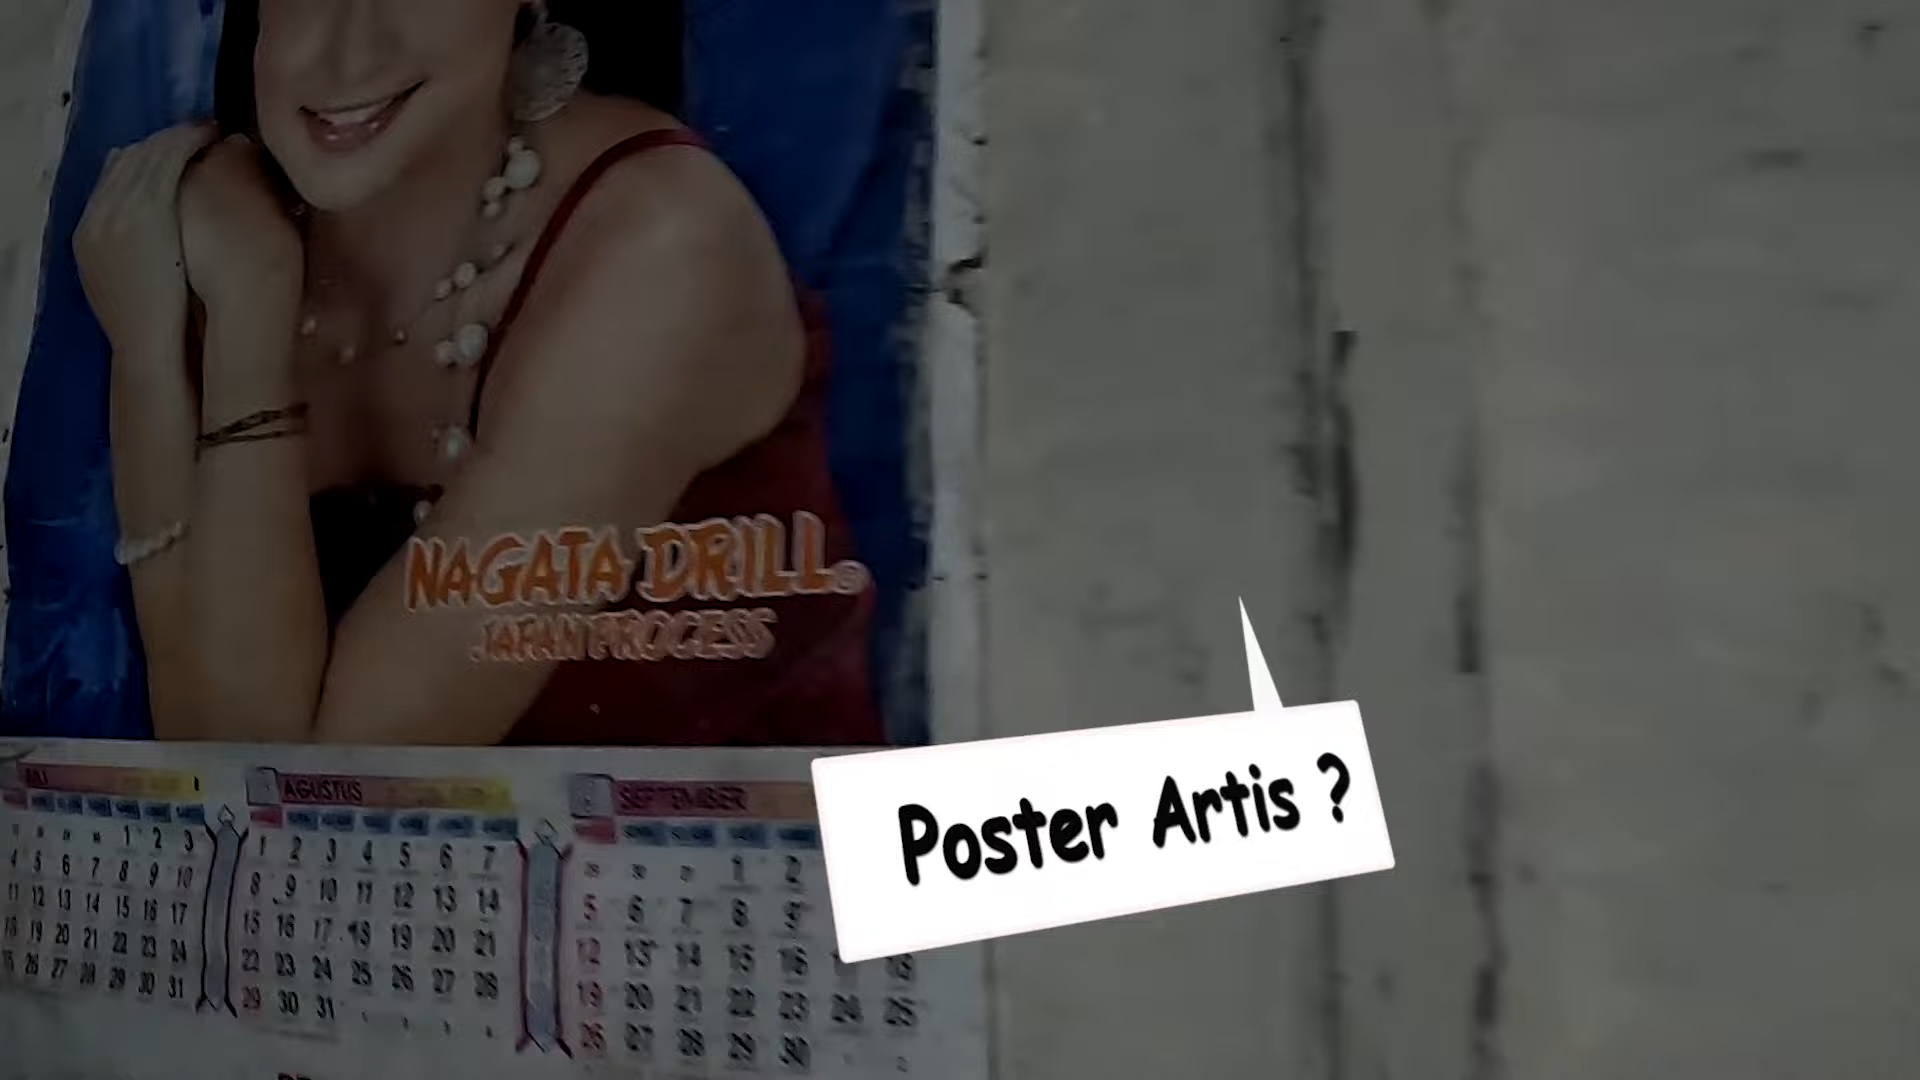 NAGATA DRILL®
JAPAN PROCESS
Poster Artis ?
JULI
1 2 3
4 5 6 7 8 9 10
11 12 13 14 15 16 17
18 19 20 21 22 23 24
25 26 27 28 29 30 31
AGUSTUS
1 2 3 4 5 6 7
8 9 10 11 12 13 14
15 16 17 18 19 20 21
22 23 24 25 26 27 28
29 30 31
SEPTEMBER
1 2
5 6 7 8 9
12 13 14 15 16 18
19 20 21 22 23 24 25
26 27 28 29 30